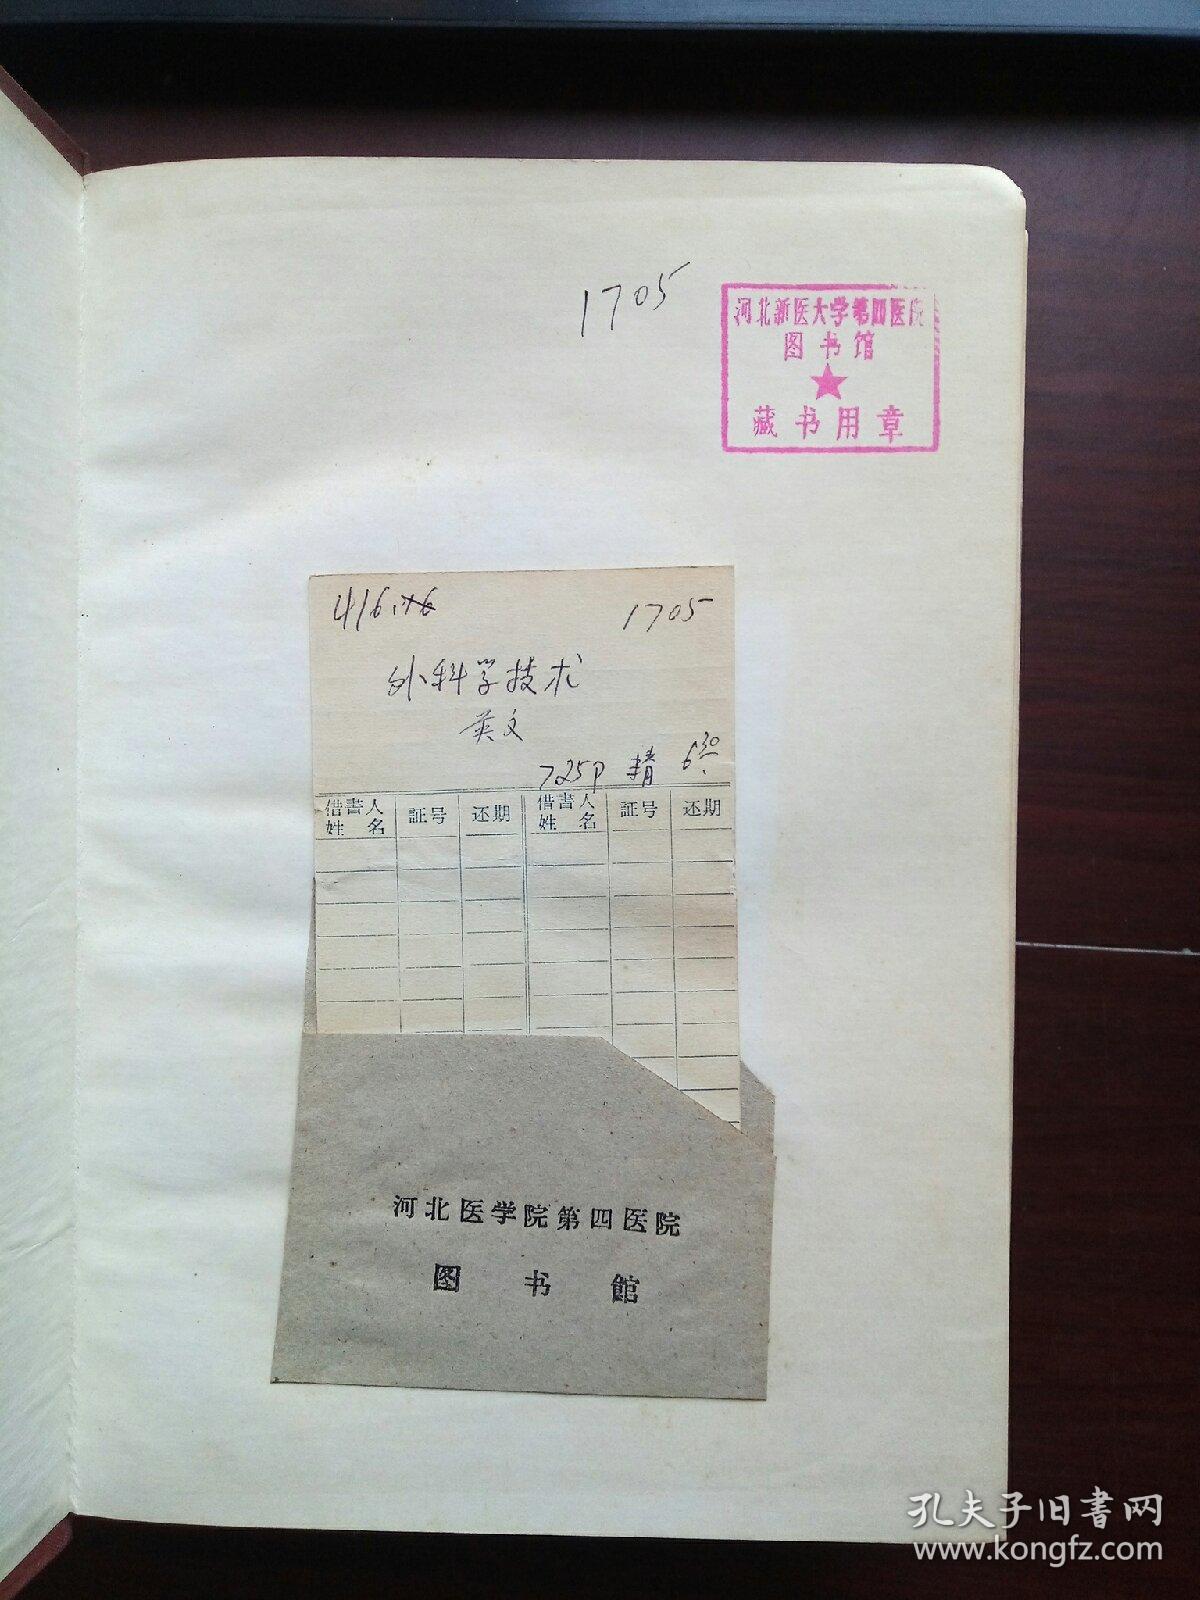 1705
河北新医大学第四医院
图书馆
★
藏书用章
1705
外科学技术
英文
725P 精 6.30
借書人姓名 証号 还期 借書人姓名 証号 还期
河北医学院第四医院
图书館
孔夫子旧書网
www.kongfz.com